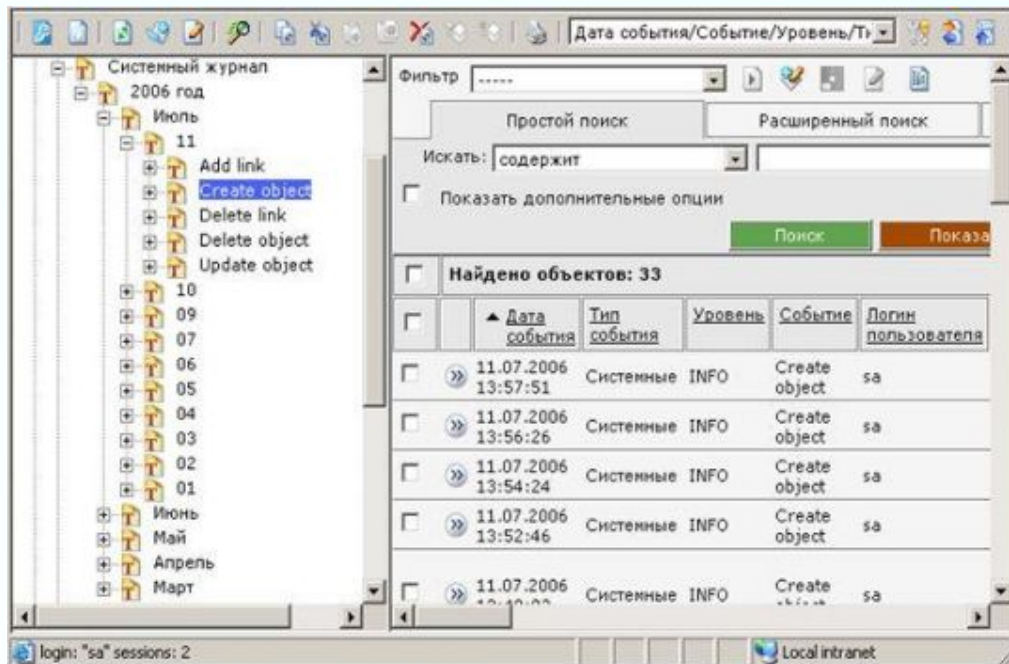 Дата события/Событие/Уровень/Ти
Системный журнал
2006 год
Июль
11
Add link
Create object
Delete link
Delete object
Update object
10
09
07
06
05
04
03
02
01
Июнь
Май
Апрель
Март
Фильтр -----
Простой поиск Расширенный поиск
Искать: содержит
Показать дополнительные опции
Поиск Показа
Найдено объектов: 33
Дата события Тип события Уровень Событие Логин пользователя
11.07.2006 13:57:51 Системные INFO Create object sa
11.07.2006 13:56:26 Системные INFO Create object sa
11.07.2006 13:54:24 Системные INFO Create object sa
11.07.2006 13:52:46 Системные INFO Create object sa
11.07.2006 Системные INFO Create sa
login: "sa" sessions: 2
Local intranet